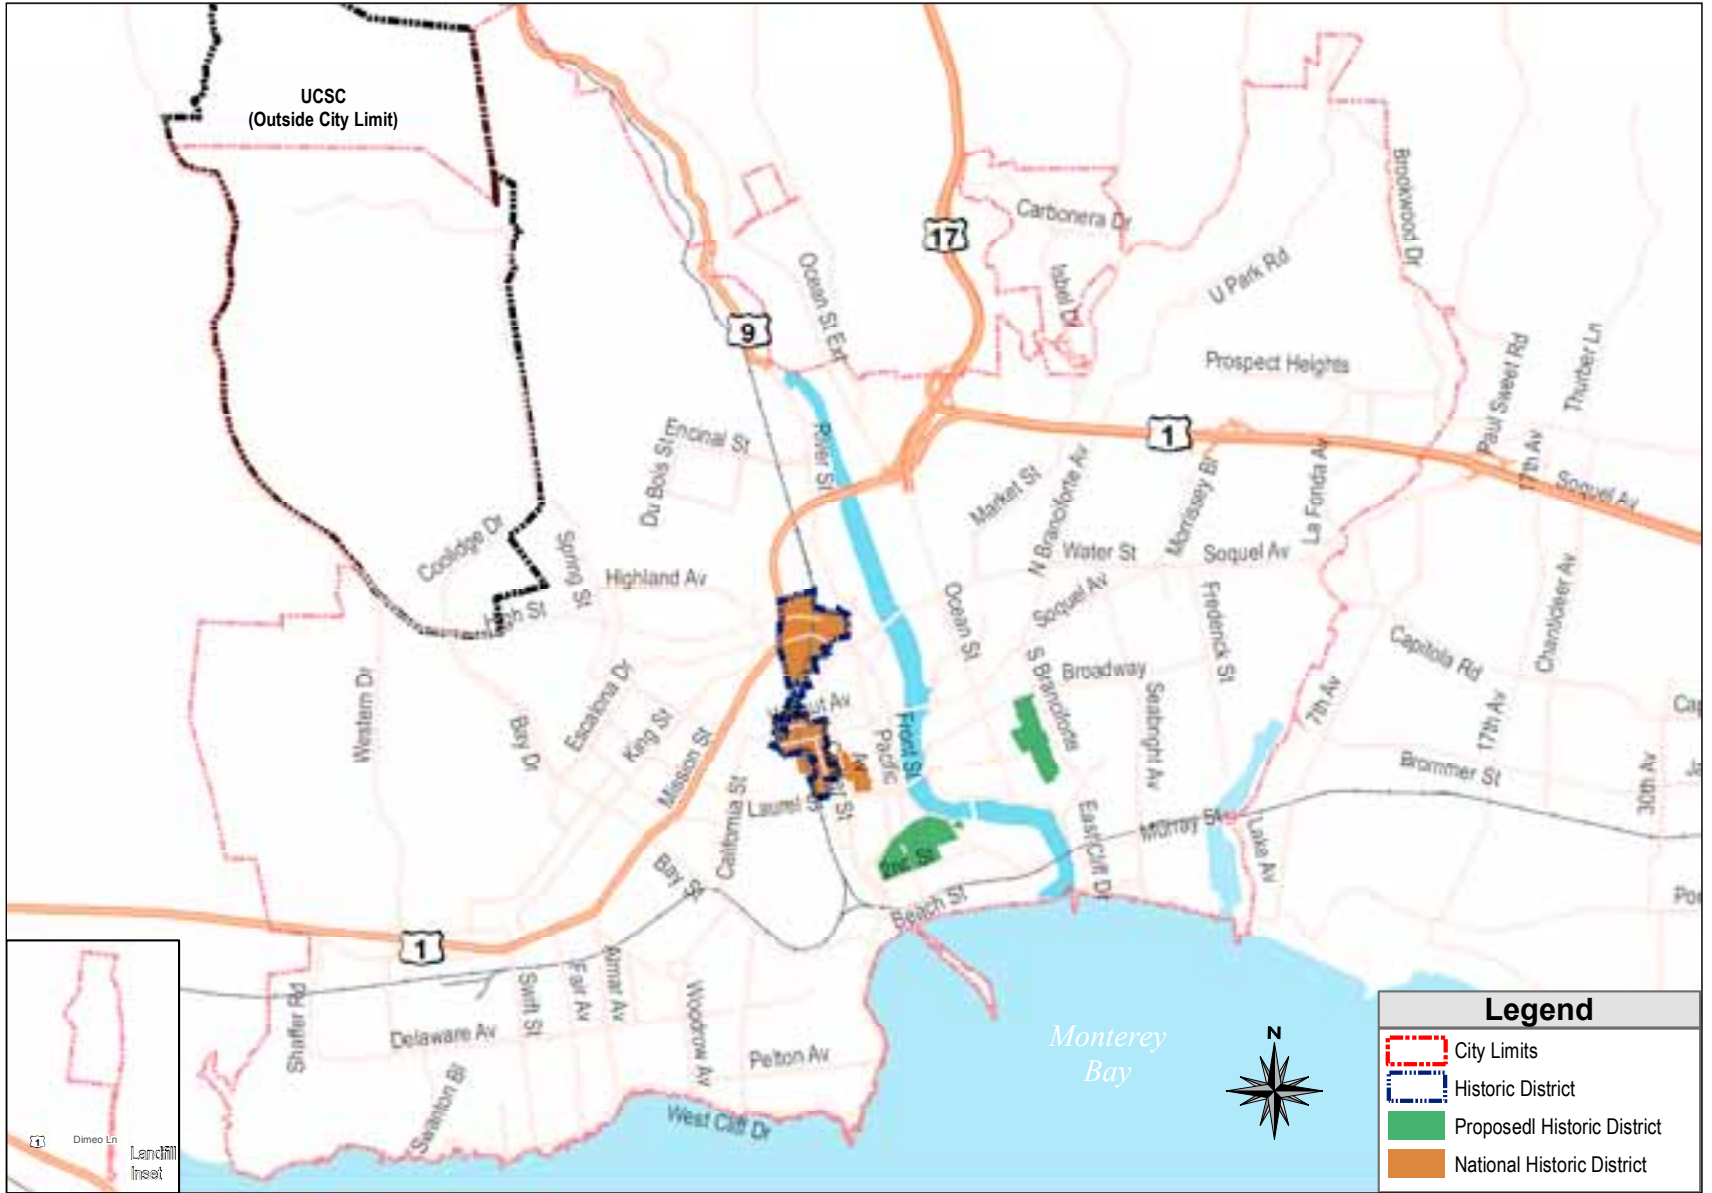 UCSC
(Outside City Limit)
Brookwood Dr
Carbonera Dr
17
Ocean St Ext
Isbel Dr
U Park Rd
9
Prospect Heights
Paul Sweet Rd
Thurber Ln
Encinal St
River St
1
Du Bois St
Market St
N Branciforte Av
Morrissey Bl
La Fonda Av
17th Av
Soquel Av
Coolidge Dr
Spring St
Highland Av
Water St
Soquel Av
High St
Ocean St
Soquel Av
Frederick St
Chanticleer Av
Capitola Rd
Western Dr
Escalona Dr
Broadway
S Branciforte
7th Av
Bay Dr
King St
Mission St
Front St
Pacific
Av
Seabright Av
17th Av
Cap
Brommer St
30th Av
California St
Laurel St
St
Bay St
2nd St
East Cliff Dr
Murray St
Lake Av
Beach St
1
Shaffer Rd
Swift St
Fair Av
Almar Av
Woodrow Av
Delaware Av
Pelton Av
Swanton Bl
West Cliff Dr
Monterey
Bay
N
1
Dimeo Ln
Landfill
Inset
Legend
City Limits
Historic District
Proposedl Historic District
National Historic District